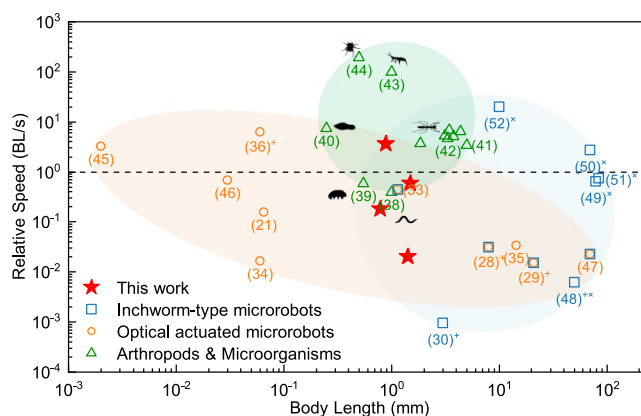 10³
10²
10¹
10⁰
10⁻¹
10⁻²
10⁻³
10⁻⁴
Relative Speed (BL/s)
(44)
(43)
(52)ˣ
(45)
(36)⁺
(40)
(42)
(41)
(50)ˣ
(46)
(39)
(53)
(51)ˣ
(49)ˣ
(21)
(38)
(34)
(28)⁺
(35)
(29)⁺
(47)
(48)⁺ˣ
(30)⁺
This work
Inchworm-type microrobots
Optical actuated microrobots
Arthropods & Microorganisms
10⁻³ 10⁻² 10⁻¹ 10⁰ 10¹ 10²
Body Length (mm)